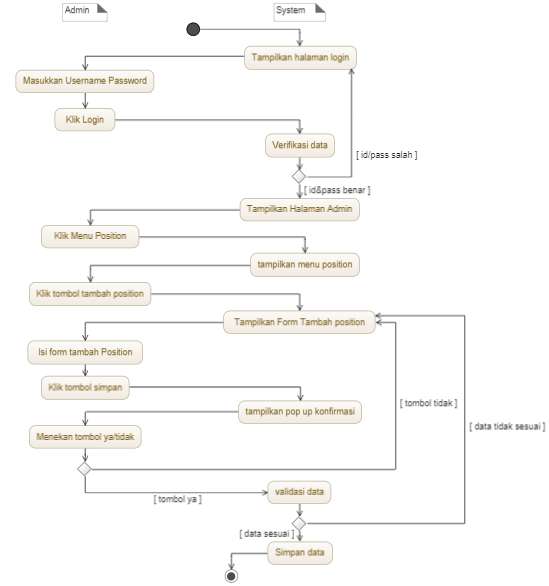 Admin
System
Tampilkan halaman login
Masukkan Username Password
Klik Login
Verifikasi data
[ id/pass salah ]
[ id&pass benar ]
Tampilkan Halaman Admin
Klik Menu Position
tampilkan menu position
Klik tombol tambah position
Tampilkan Form Tambah position
Isi form tambah Position
Klik tombol simpan
[ tombol tidak ]
tampilkan pop up konfirmasi
[ data tidak sesuai ]
Menekan tombol ya/tidak
validasi data
[ tombol ya ]
[ data sesuai ]
Simpan data